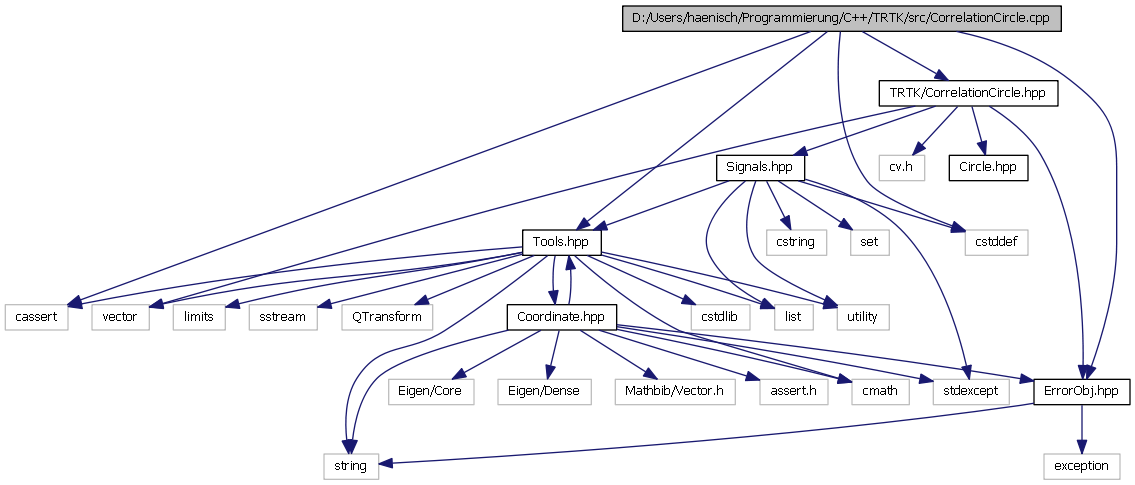 D:/Users/haenisch/Programmierung/C++/TRTK/src/CorrelationCircle.cpp
TRTK/CorrelationCircle.hpp
Signals.hpp
cv.h
Circle.hpp
Tools.hpp
cstring
set
cstddef
cassert
vector
limits
sstream
QTransform
Coordinate.hpp
cstdlib
list
utility
Eigen/Core
Eigen/Dense
Mathbib/Vector.h
assert.h
cmath
stdexcept
ErrorObj.hpp
string
exception